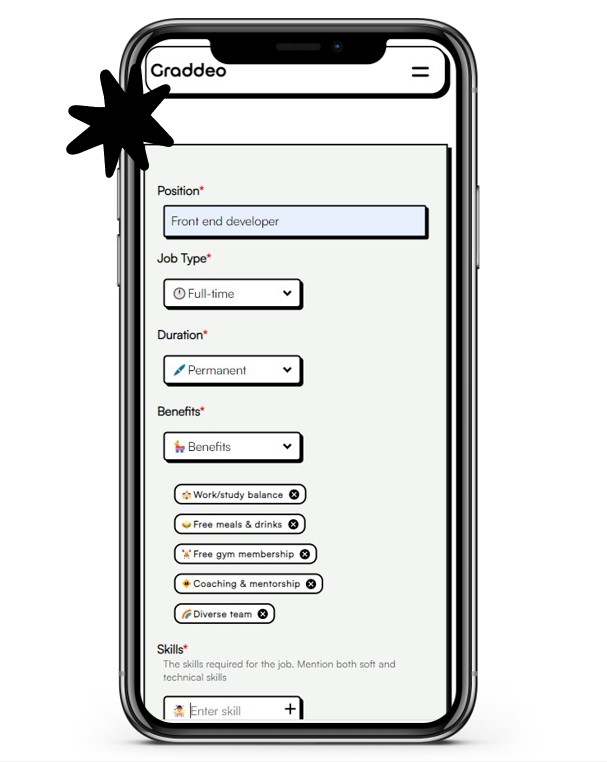 Graddeo
Position*
Front end developer
Job Type*
Full-time
Duration*
Permanent
Benefits*
Benefits
Work/study balance
Free meals & drinks
Free gym membership
Coaching & mentorship
Diverse team
Skills*
The skills required for the job. Mention both soft and
technical skills
Enter skill